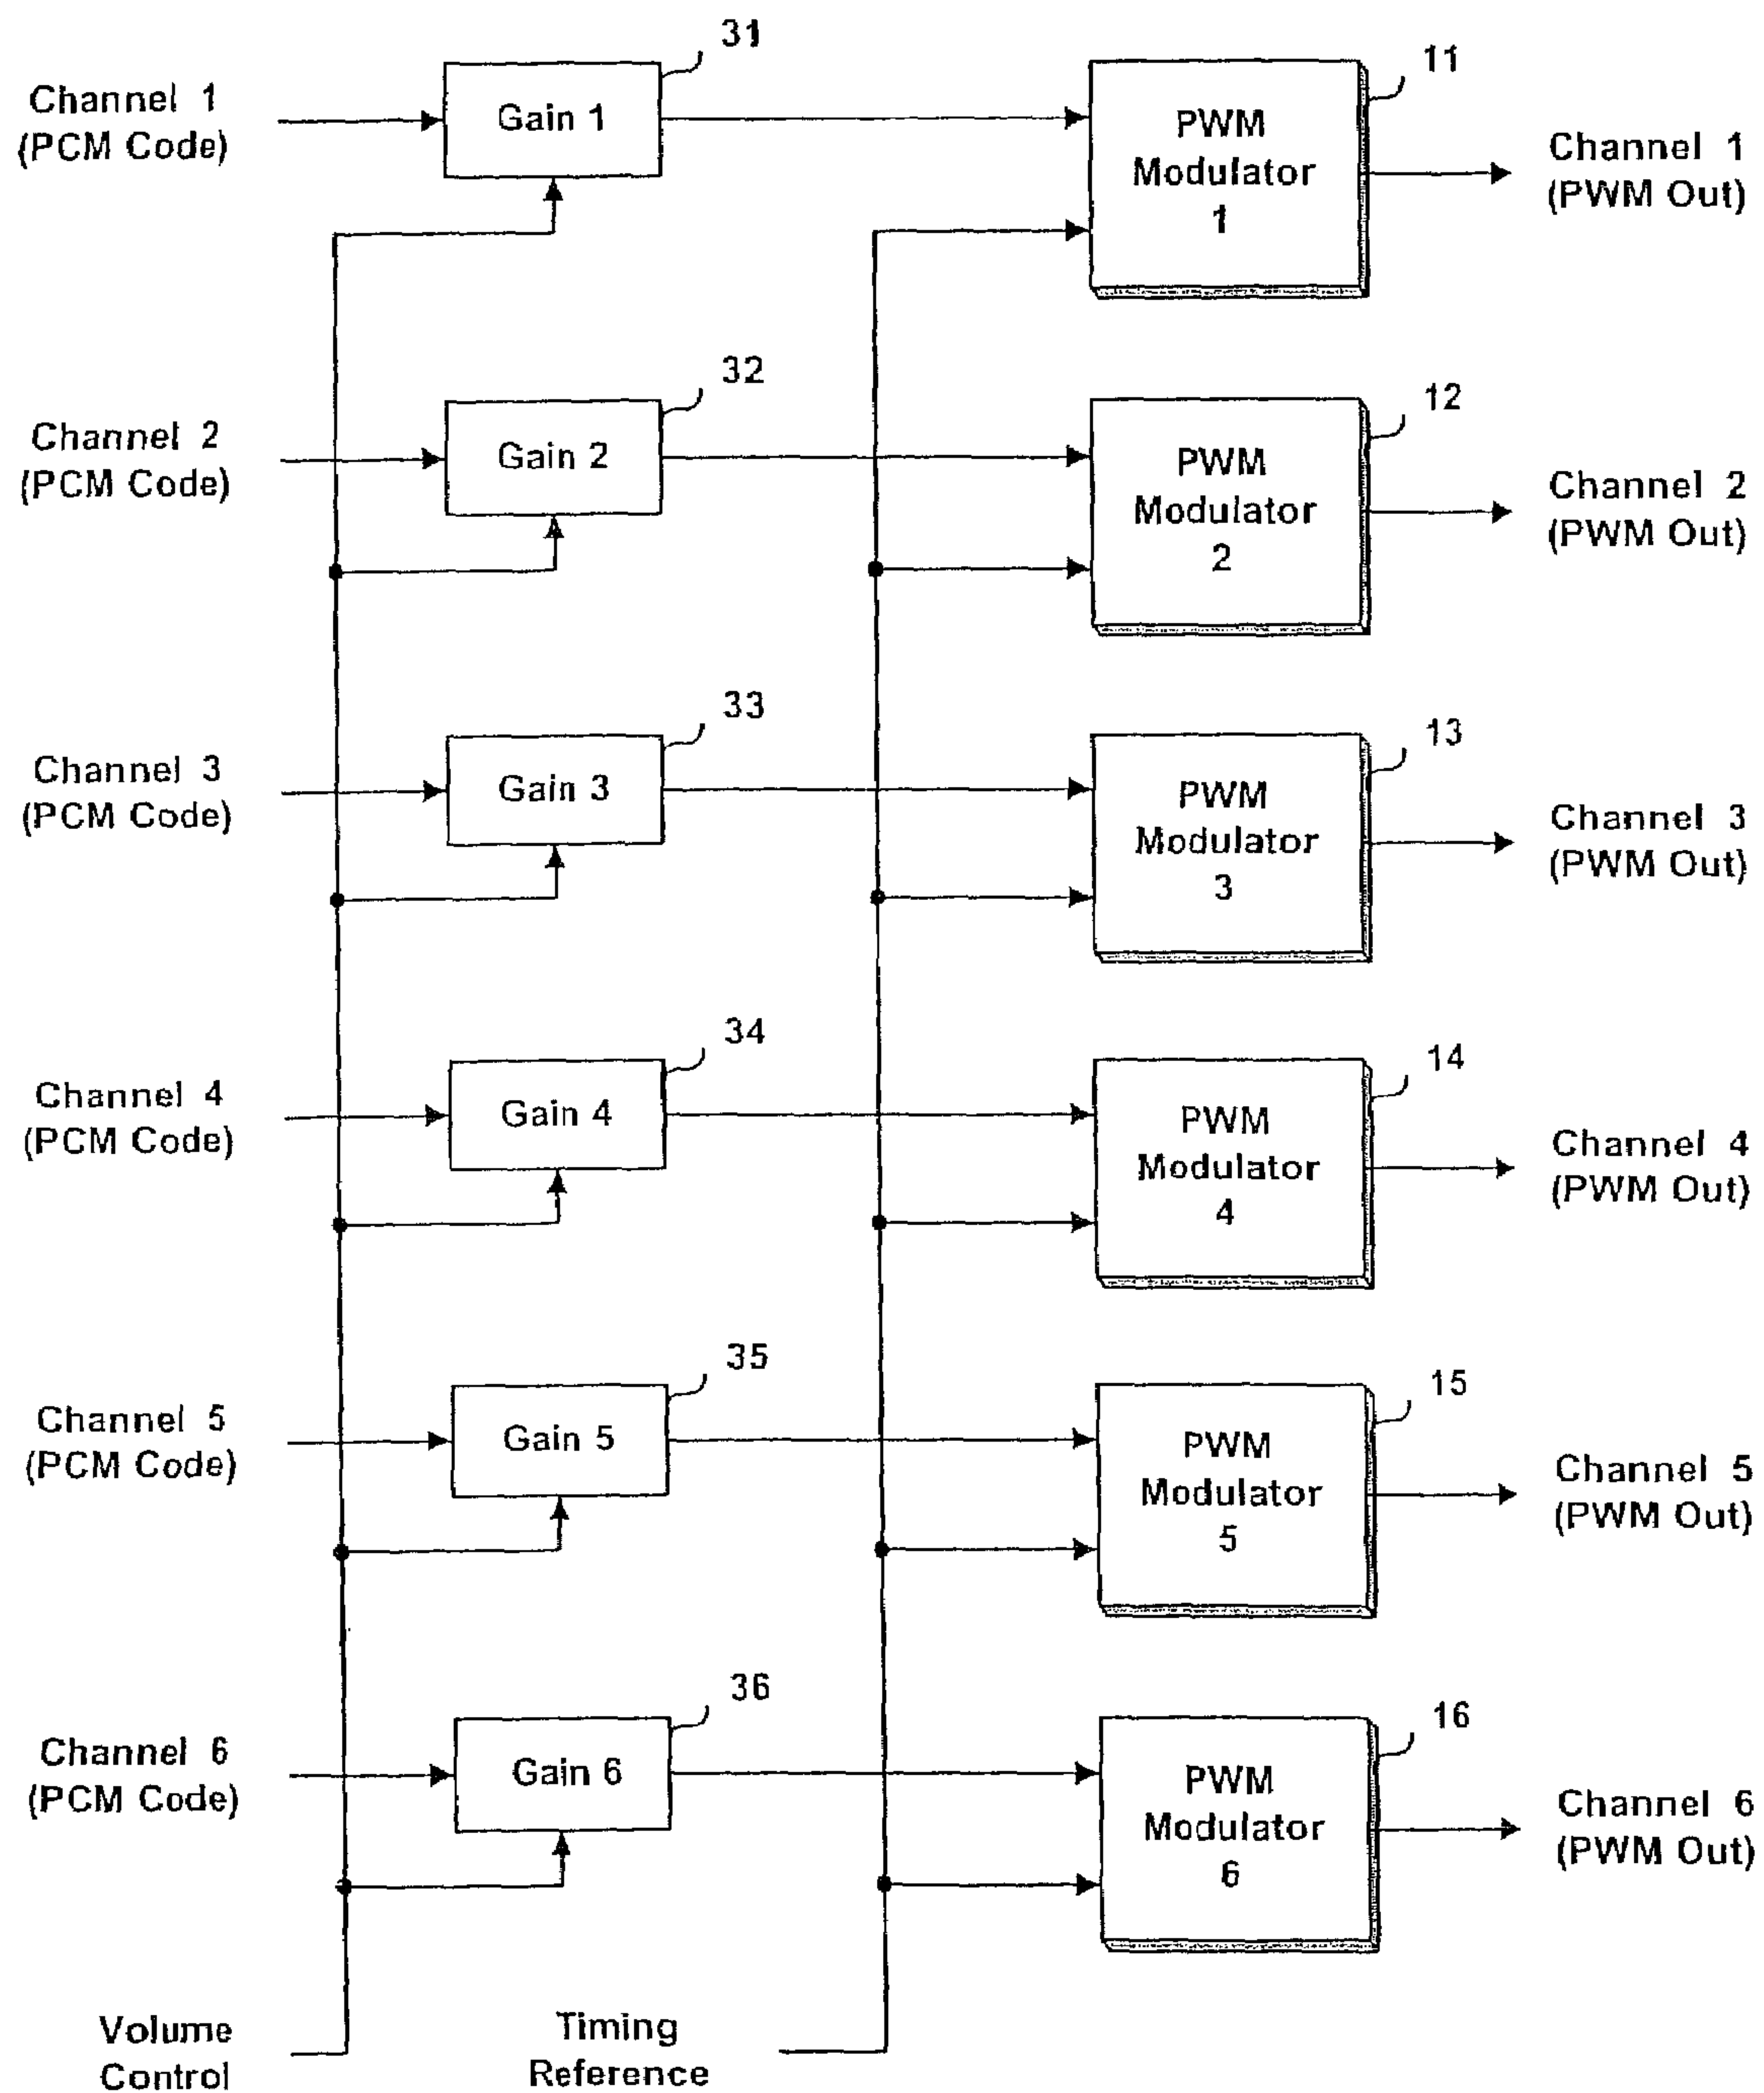 31
11
Channel 1
(PCM Code)
Gain 1
PWM
Modulator
1
Channel 1
(PWM Out)
32
12
Channel 2
(PCM Code)
Gain 2
PWM
Modulator
2
Channel 2
(PWM Out)
33
13
Channel 3
(PCM Code)
Gain 3
PWM
Modulator
3
Channel 3
(PWM Out)
34
14
Channel 4
(PCM Code)
Gain 4
PWM
Modulator
4
Channel 4
(PWM Out)
35
15
Channel 5
(PCM Code)
Gain 5
PWM
Modulator
5
Channel 5
(PWM Out)
36
16
Channel 6
(PCM Code)
Gain 6
PWM
Modulator
6
Channel 6
(PWM Out)
Volume
Control
Timing
Reference